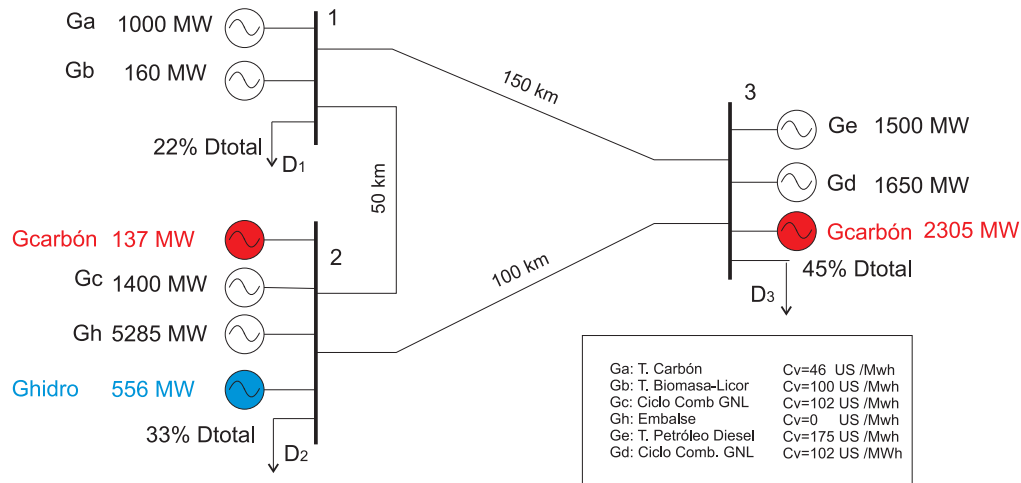 Ga 1000 MW
Gb 160 MW
1
22% Dtotal
D1
150 km
50 km
100 km
3
Ge 1500 MW
Gd 1650 MW
Gcarbón 2305 MW
45% Dtotal
D3
Gcarbón 137 MW
2
Gc 1400 MW
Gh 5285 MW
Ghidro 556 MW
33% Dtotal
D2
Ga: T. Carbón Cv=46 US /Mwh
Gb: T. Biomasa-Licor Cv=100 US /Mwh
Gc: Ciclo Comb GNL Cv=102 US /Mwh
Gh: Embalse Cv=0 US /Mwh
Ge: T. Petróleo Diesel Cv=175 US /Mwh
Gd: Ciclo Comb. GNL Cv=102 US /MWh